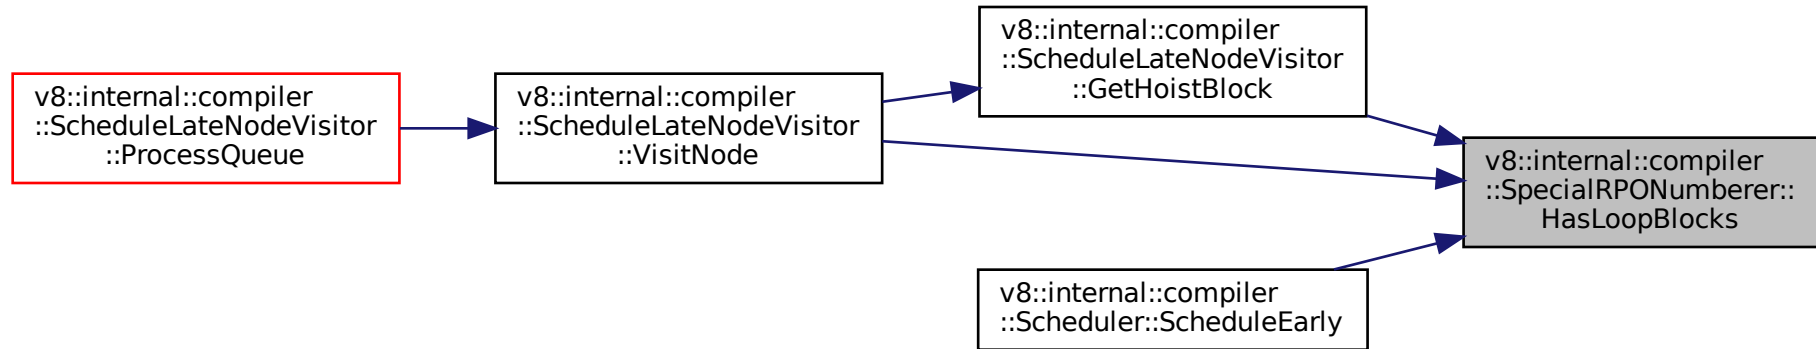 v8::internal::compiler
::ScheduleLateNodeVisitor
::ProcessQueue
v8::internal::compiler
::ScheduleLateNodeVisitor
::VisitNode
v8::internal::compiler
::ScheduleLateNodeVisitor
::GetHoistBlock
v8::internal::compiler
::Scheduler::ScheduleEarly
v8::internal::compiler
::SpecialRPONumberer::
HasLoopBlocks